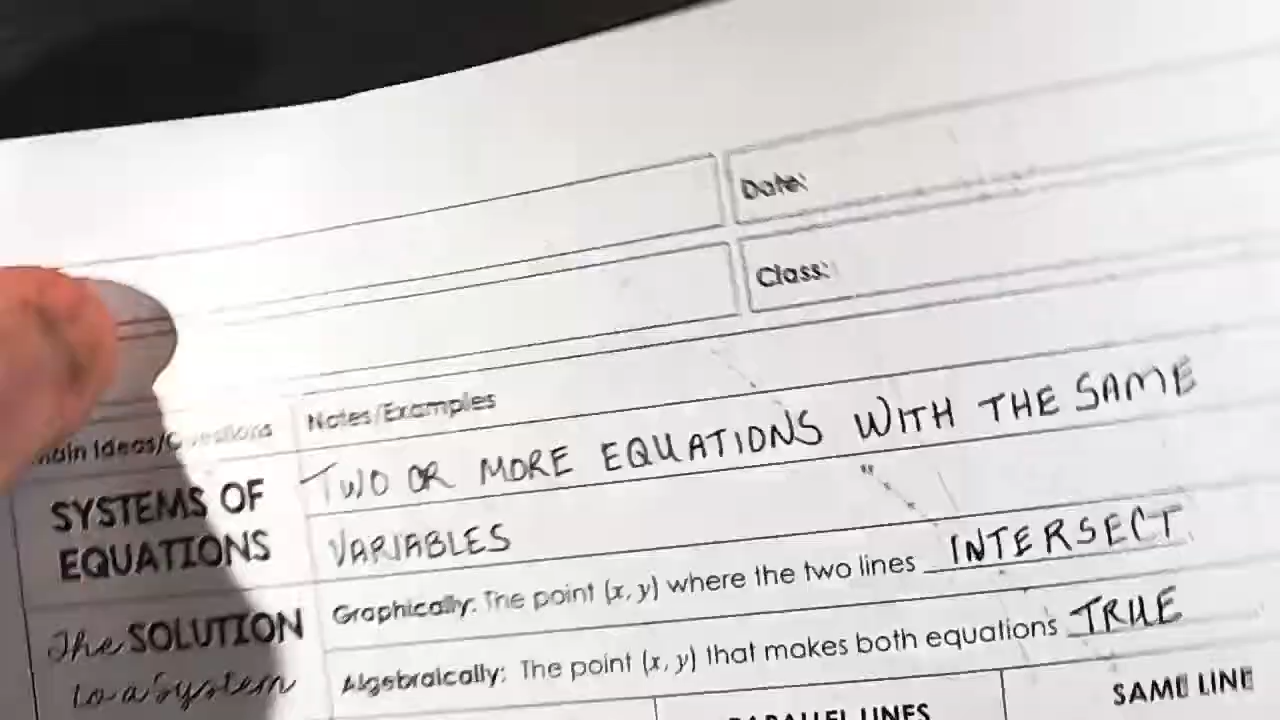 Date:
Class:
Main Ideas/Questions
Notes/Examples
SYSTEMS OF
EQUATIONS
TWO OR MORE EQUATIONS WITH THE SAME
VARIABLES
The SOLUTION
to a System
Graphically: The point (x, y) where the two lines INTERSECT
Algebraically: The point (x, y) that makes both equations TRUE
PARALLEL LINES
SAME LINE